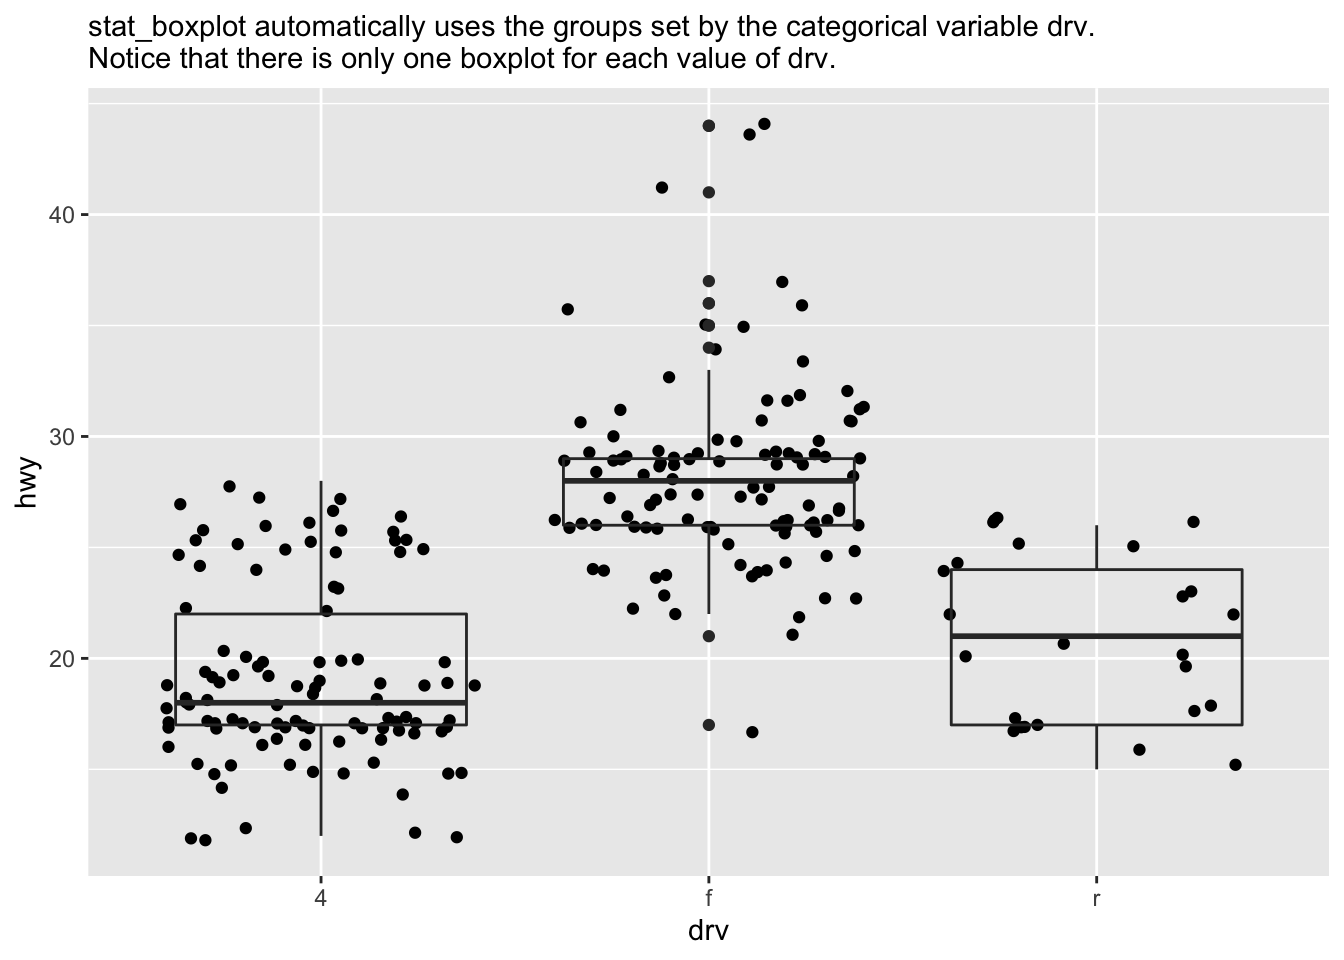 stat_boxplot automatically uses the groups set by the categorical variable drv.
Notice that there is only one boxplot for each value of drv.
40
30
20
hwy
4 f r
drv